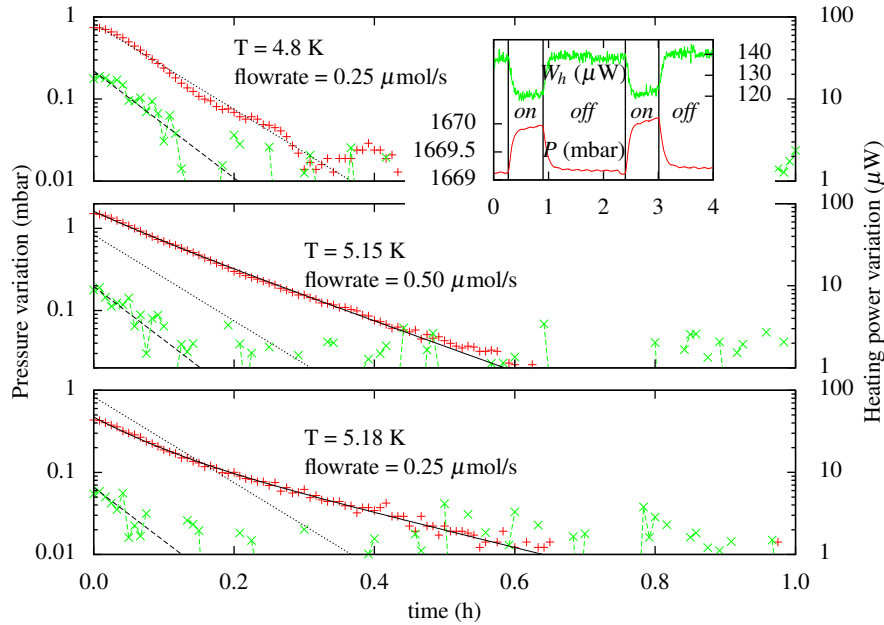 1
0.1
0.01
T = 4.8 K
flowrate = 0.25 μmol/s
100
10
1
140
130
120
W_h (μW)
on off on off
1670
1669.5
1669
P (mbar)
0 1 2 3 4
Pressure variation (mbar)
1
0.1
T = 5.15 K
flowrate = 0.50 μmol/s
100
10
1
Heating power variation (μW)
1
0.1
0.01
T = 5.18 K
flowrate = 0.25 μmol/s
100
10
1
0.0 0.2 0.4 0.6 0.8 1.0
time (h)